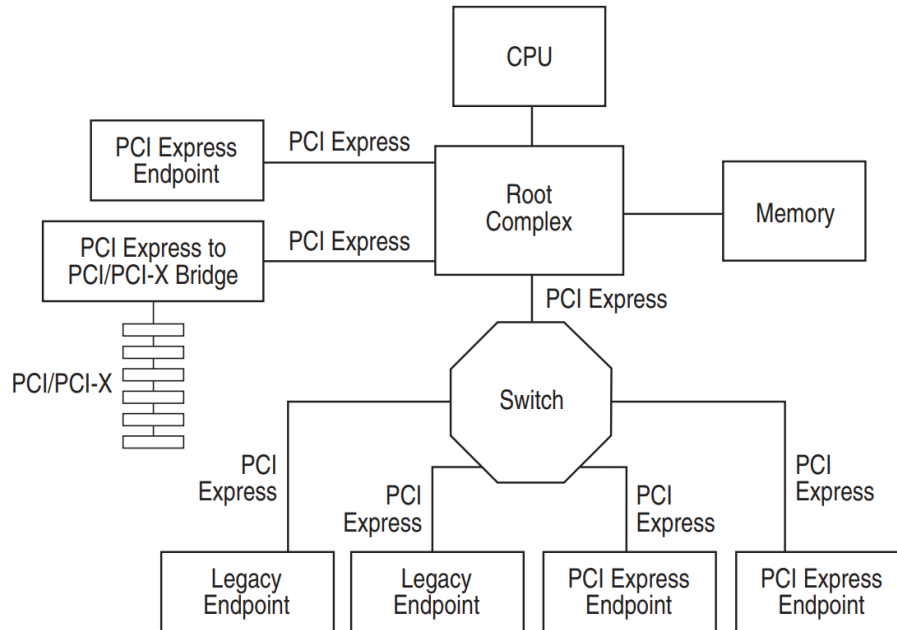 CPU
PCI Express
Endpoint
PCI Express
Root
Complex
Memory
PCI Express to
PCI/PCI-X Bridge
PCI Express
PCI Express
PCI/PCI-X
Switch
PCI
Express
PCI
Express
PCI
Express
PCI
Express
Legacy
Endpoint
Legacy
Endpoint
PCI Express
Endpoint
PCI Express
Endpoint